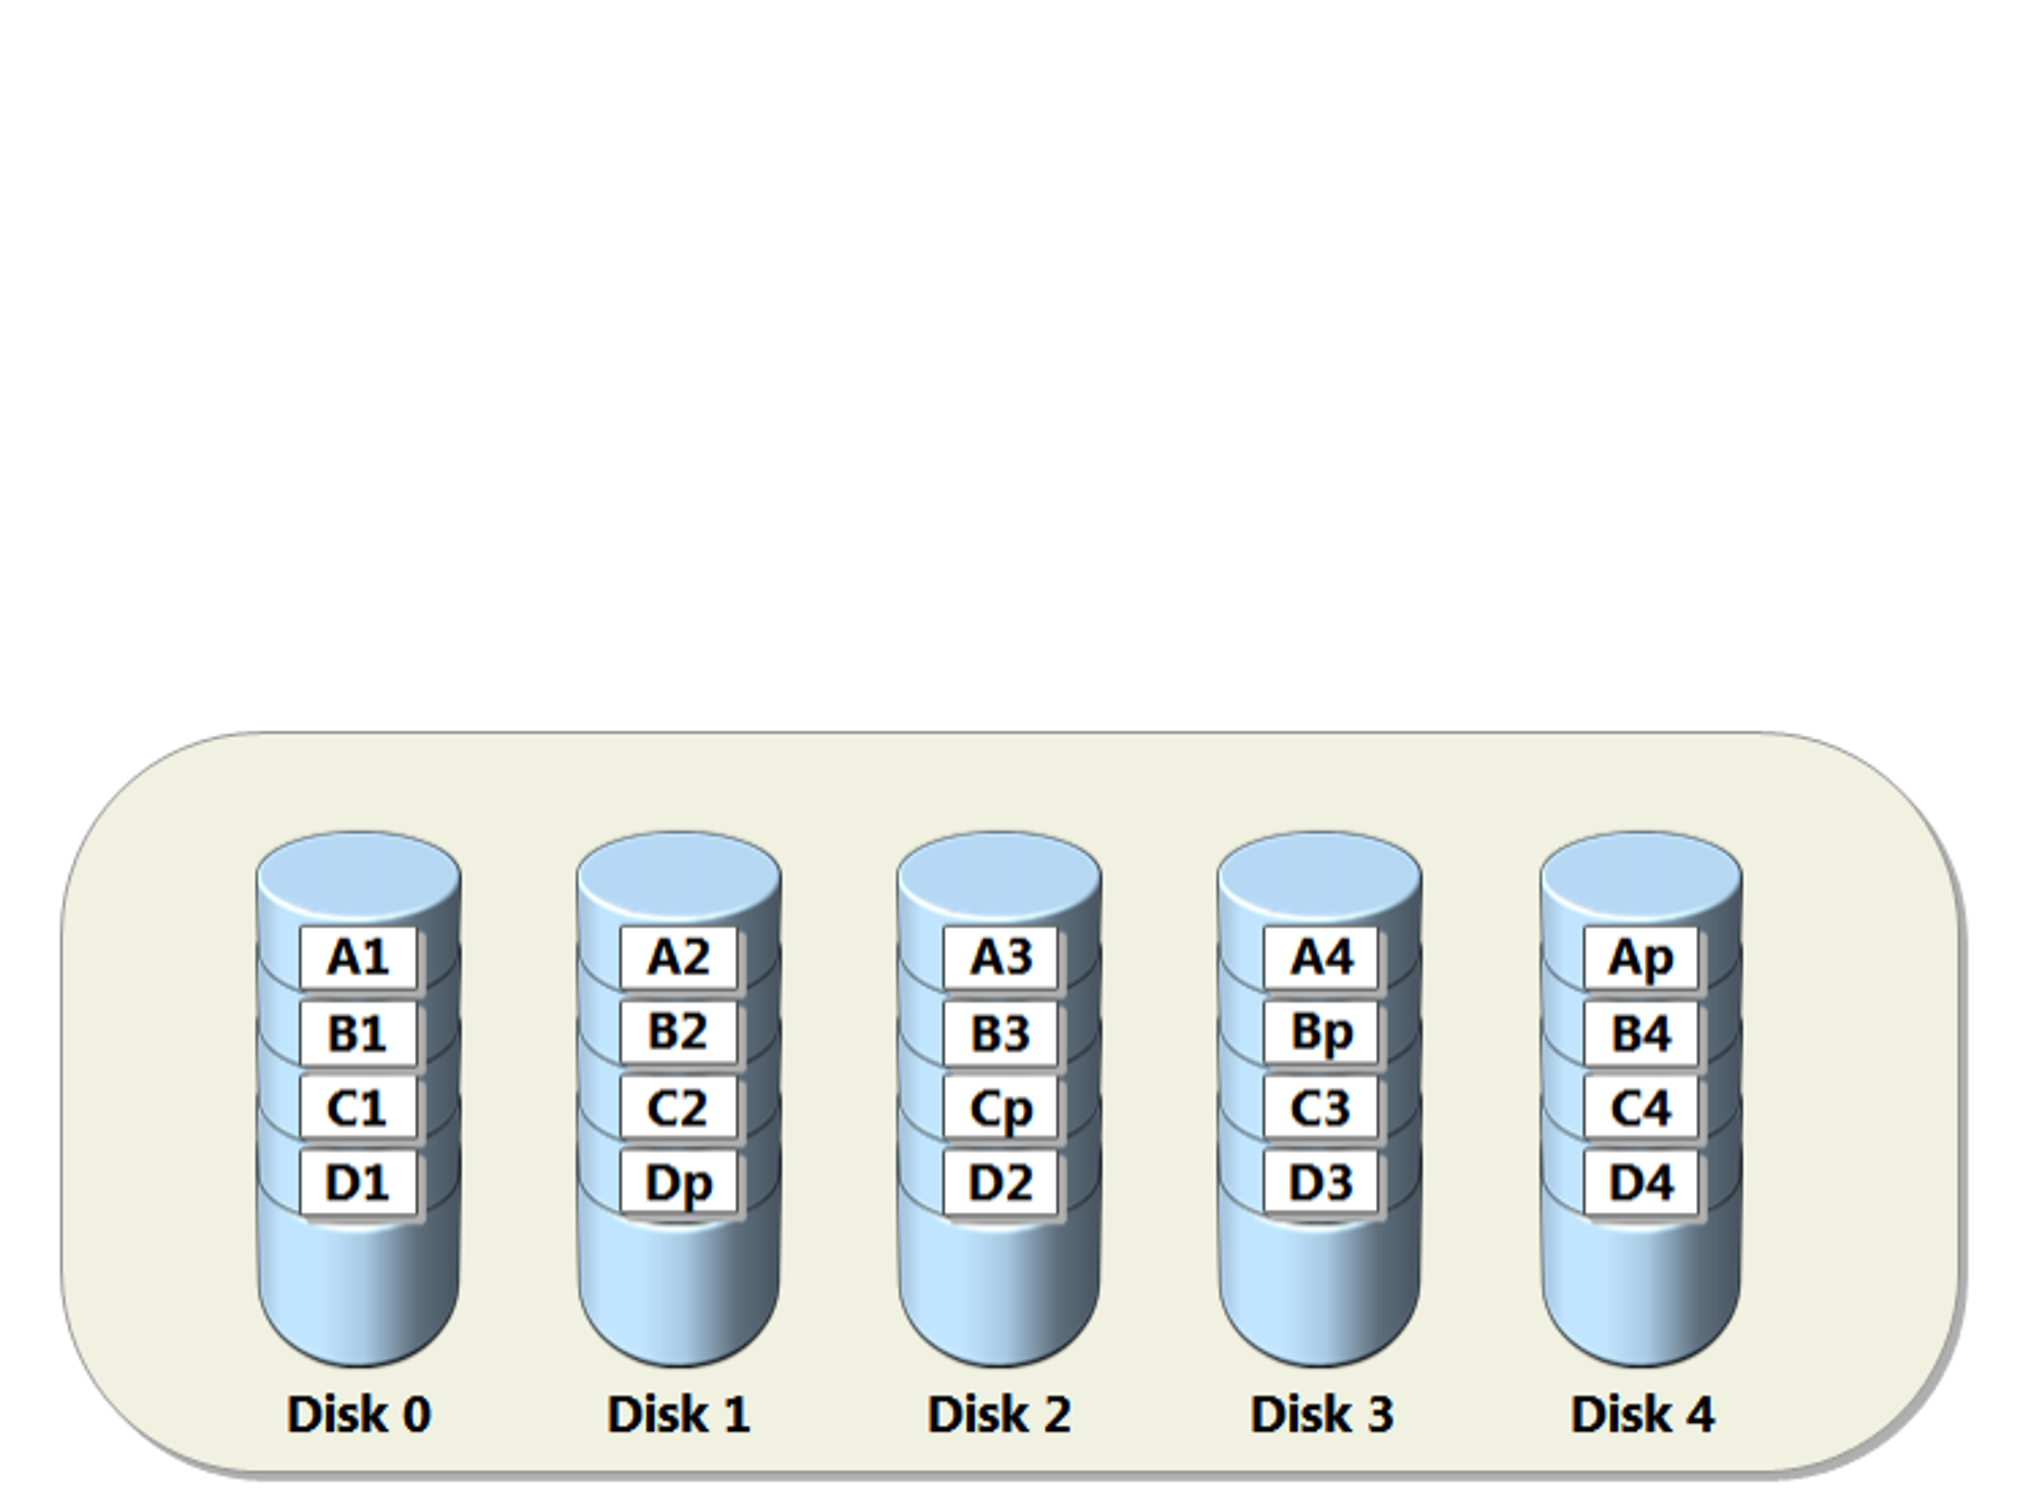 A1 A2 A3 A4 Ap
B1 B2 B3 Bp B4
C1 C2 Cp C3 C4
D1 Dp D2 D3 D4
Disk 0 Disk 1 Disk 2 Disk 3 Disk 4